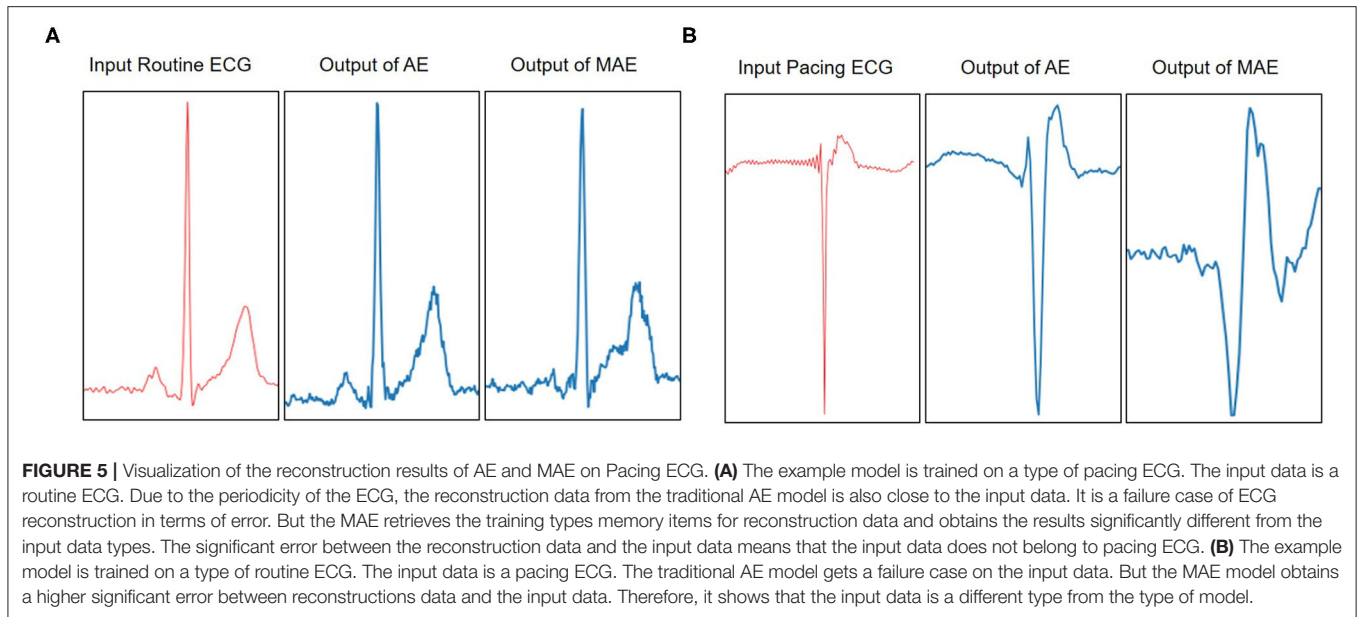 A
B
Input Routine ECG
Output of AE
Output of MAE
Input Pacing ECG
Output of AE
Output of MAE
FIGURE 5 | Visualization of the reconstruction results of AE and MAE on Pacing ECG. (A) The example model is trained on a type of pacing ECG. The input data is a
routine ECG. Due to the periodicity of the ECG, the reconstruction data from the traditional AE model is also close to the input data. It is a failure case of ECG
reconstruction in terms of error. But the MAE retrieves the training types memory items for reconstruction data and obtains the results significantly different from the
input data types. The significant error between the reconstruction data and the input data means that the input data does not belong to pacing ECG. (B) The example
model is trained on a type of routine ECG. The input data is a pacing ECG. The traditional AE model gets a failure case on the input data. But the MAE model obtains
a higher significant error between reconstructions data and the input data. Therefore, it shows that the input data is a different type from the type of model.